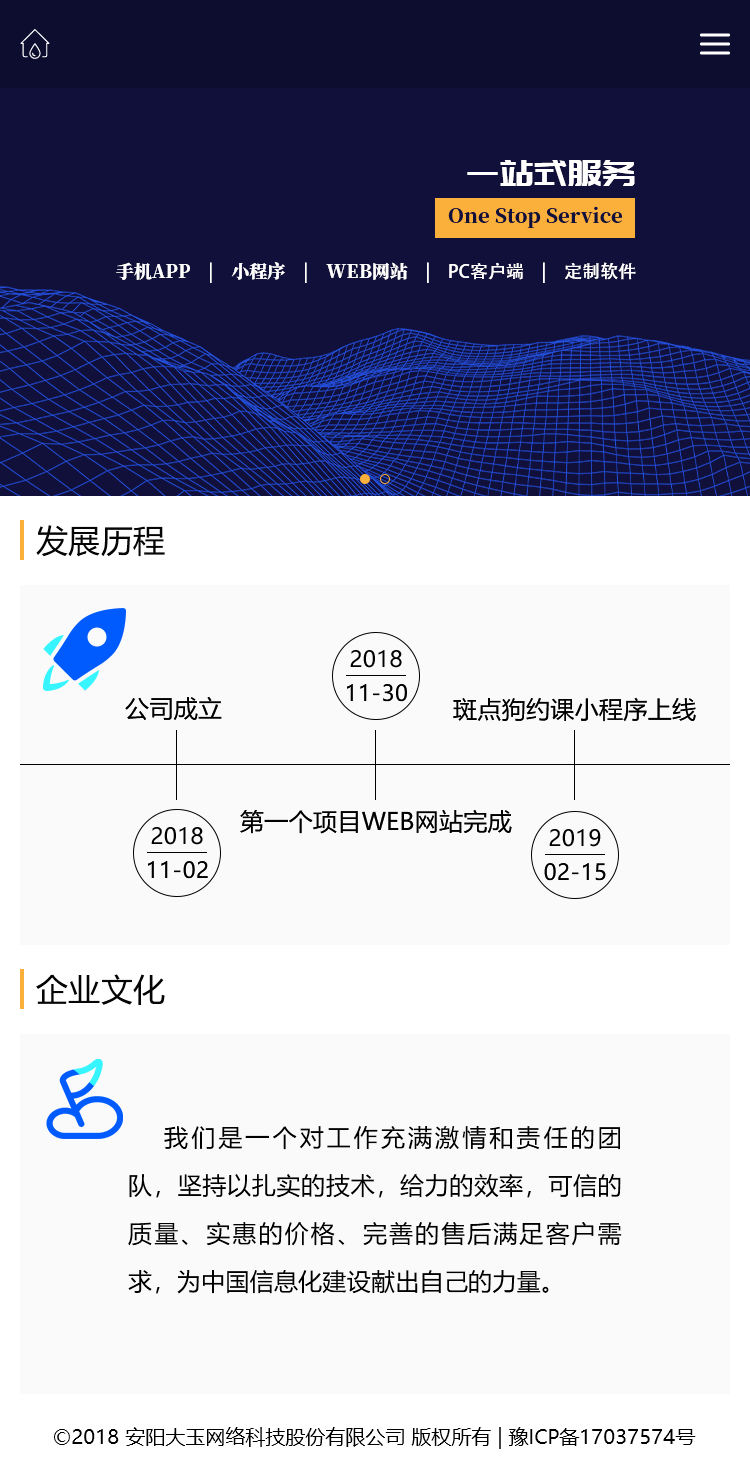 一站式服务
One Stop Service
手机APP | 小程序 | WEB网站 | PC客户端 | 定制软件
发展历程
2018
11-30
公司成立
斑点狗约课小程序上线
第一个项目WEB网站完成
2018
11-02
2019
02-15
企业文化
我们是一个对工作充满激情和责任的团
队，坚持以扎实的技术，给力的效率，可信的
质量、实惠的价格、完善的售后满足客户需
求，为中国信息化建设献出自己的力量。
©2018 安阳大玉网络科技股份有限公司 版权所有 | 豫ICP备17037574号